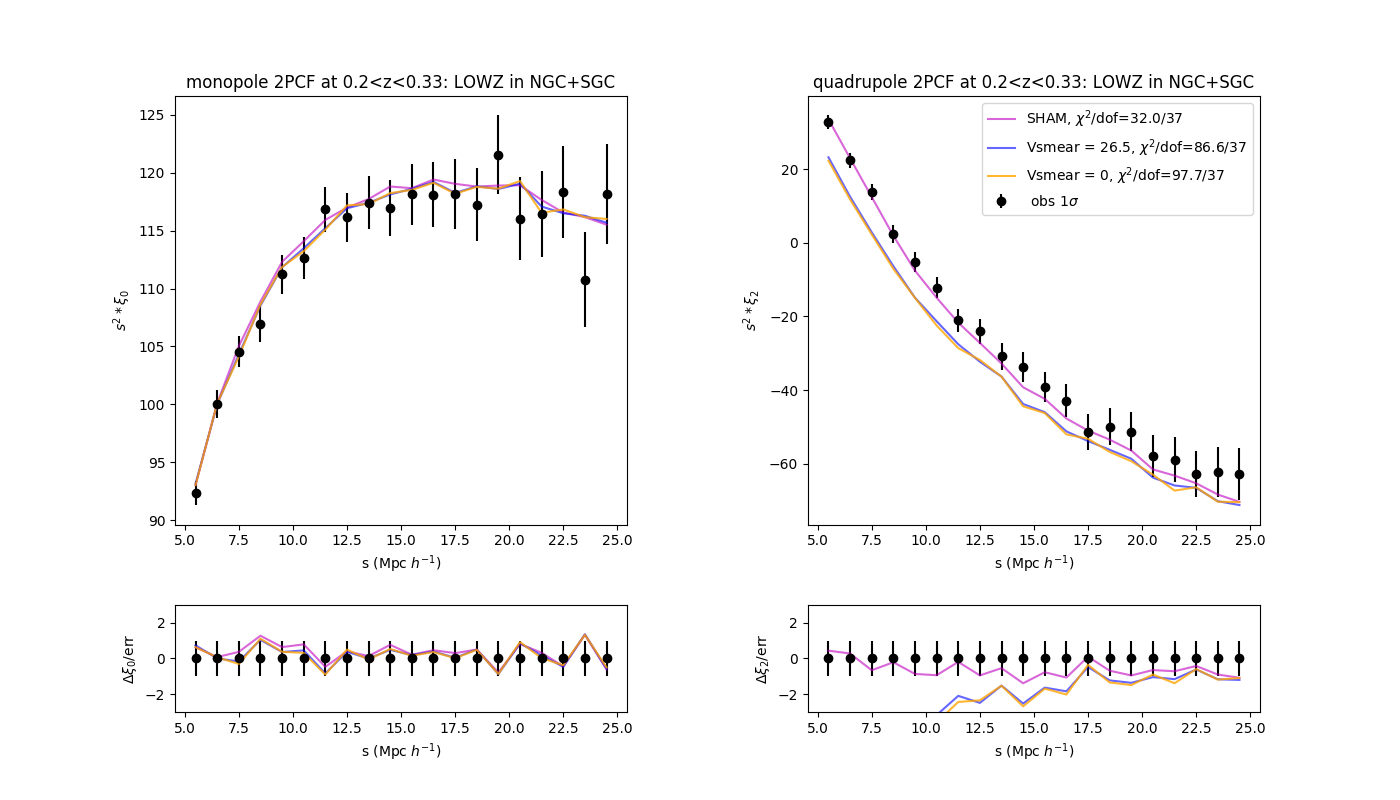 monopole 2PCF at 0.2<z<0.33: LOWZ in NGC+SGC
125
120
115
110
105
100
95
90
s² * ξ₀
5.0 7.5 10.0 12.5 15.0 17.5 20.0 22.5 25.0
s (Mpc h⁻¹)
2
0
−2
Δξ₀/err
5.0 7.5 10.0 12.5 15.0 17.5 20.0 22.5 25.0
s (Mpc h⁻¹)
quadrupole 2PCF at 0.2<z<0.33: LOWZ in NGC+SGC
SHAM, χ²/dof=32.0/37
Vsmear = 26.5, χ²/dof=86.6/37
Vsmear = 0, χ²/dof=97.7/37
obs 1σ
20
0
−20
−40
−60
s² * ξ₂
5.0 7.5 10.0 12.5 15.0 17.5 20.0 22.5 25.0
s (Mpc h⁻¹)
2
0
−2
Δξ₂/err
5.0 7.5 10.0 12.5 15.0 17.5 20.0 22.5 25.0
s (Mpc h⁻¹)